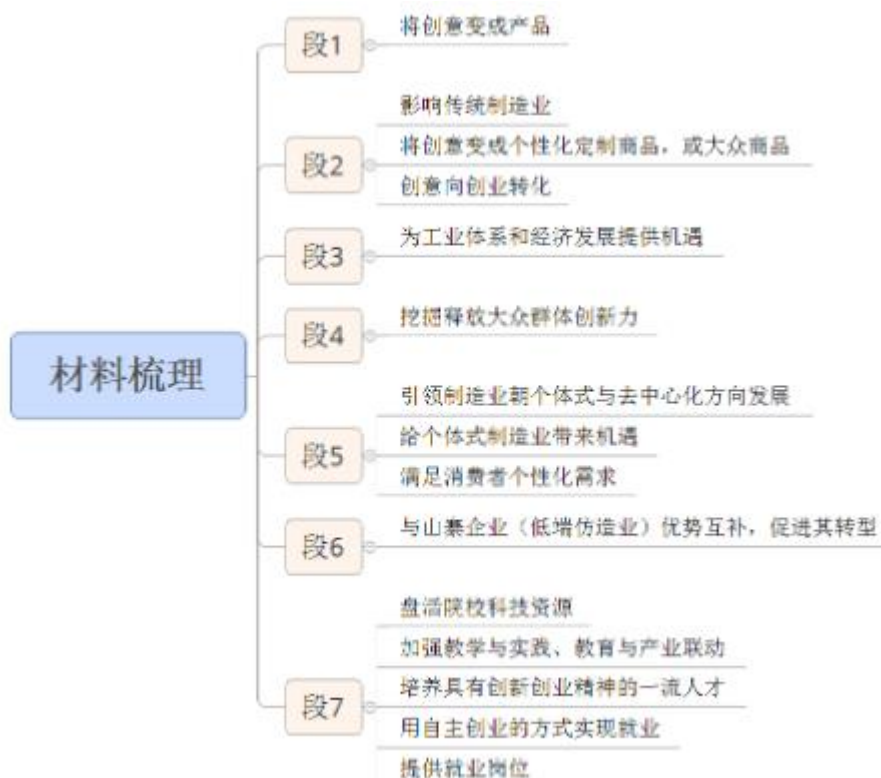 材料梳理
段1
将创意变成产品
段2
影响传统制造业
将创意变成个性化定制商品，或大众商品
创意向创业转化
段3
为工业体系和经济发展提供机遇
段4
挖掘释放大众群体创新力
段5
引领制造业朝个体式与去中心化方向发展
给个体式制造业带来机遇
满足消费者个性化需求
段6
与山寨企业（低端仿造业）优势互补，促进其转型
段7
盘活院校科技资源
加强教学与实践、教育与产业联动
培养具有创新创业精神的一流人才
用自主创业的方式实现就业
提供就业岗位